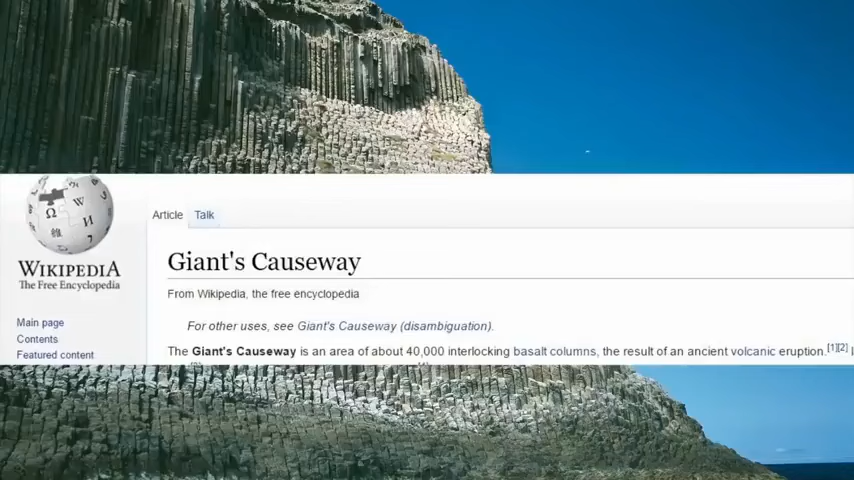 Article Talk
Giant's Causeway
From Wikipedia, the free encyclopedia
For other uses, see Giant's Causeway (disambiguation).
The Giant's Causeway is an area of about 40,000 interlocking basalt columns, the result of an ancient volcanic eruption.[1][2]
WIKIPEDIA
The Free Encyclopedia
Main page
Contents
Featured content